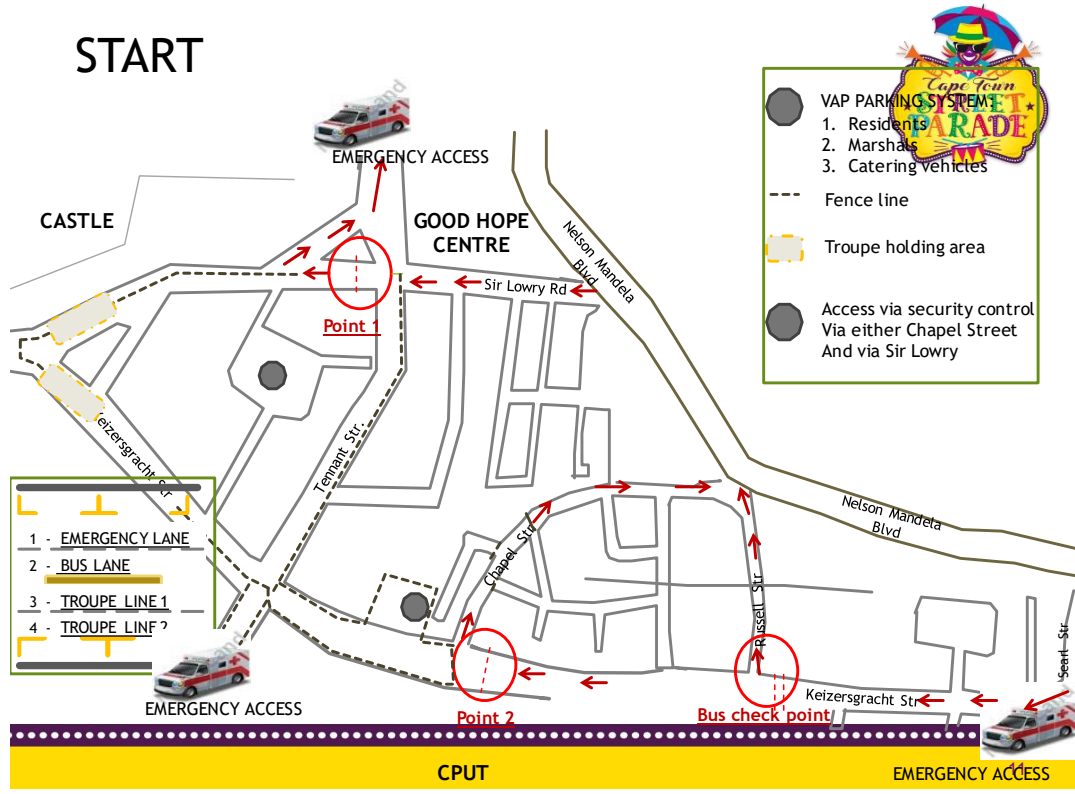 START
Cape Town
STREET
PARADE
VAP PARKING SYSTEM:
1. Residents
2. Marshals
3. Catering vehicles
Fence line
Troupe holding area
Access via security control
Via either Chapel Street
And via Sir Lowry
EMERGENCY ACCESS
CASTLE
GOOD HOPE
CENTRE
Nelson Mandela
Blvd
Sir Lowry Rd
Point 1
Keizersgracht Str
Tennant Str.
Nelson Mandela
Blvd
Chapel Str
Russell Str
Searl Str
1 - EMERGENCY LANE
2 - BUS LANE
3 - TROUPE LINE 1
4 - TROUPE LINE 2
EMERGENCY ACCESS
Point 2
Bus check point
Keizersgracht Str
CPUT
EMERGENCY ACCESS
11